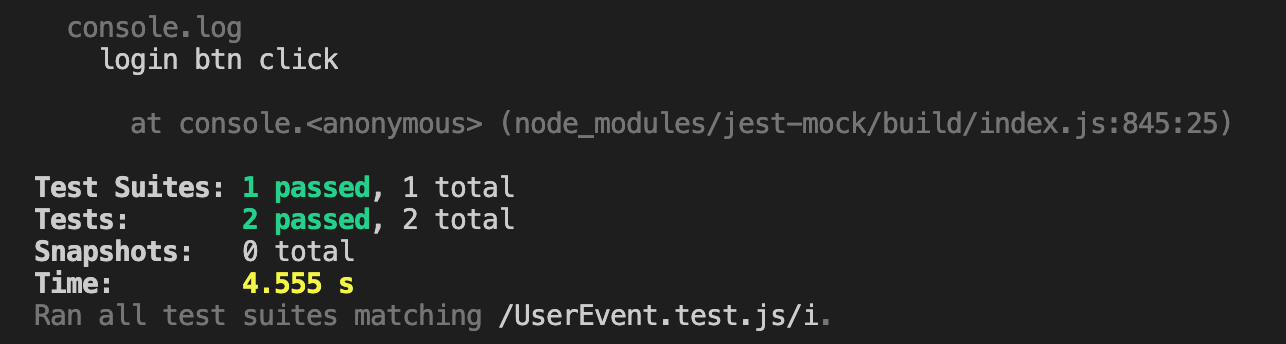 console.log
login btn click
at console.<anonymous> (node_modules/jest-mock/build/index.js:845:25)
Test Suites: 1 passed, 1 total
Tests: 2 passed, 2 total
Snapshots: 0 total
Time: 4.555 s
Ran all test suites matching /UserEvent.test.js/i.